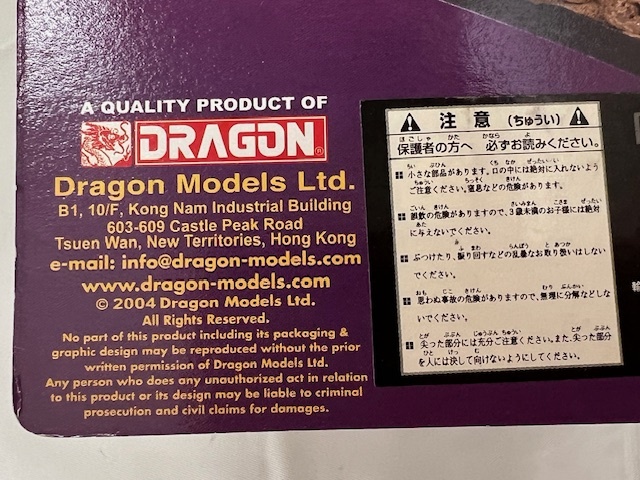 A QUALITY PRODUCT OF
DRAGON®
Dragon Models Ltd.
B1, 10/F, Kong Nam Industrial Building
603-609 Castle Peak Road
Tsuen Wan, New Territories, Hong Kong
e-mail: info@dragon-models.com
www.dragon-models.com
© 2004 Dragon Models Ltd.
All Rights Reserved.
No part of this product including its packaging &
graphic design may be reproduced without the prior
written permission of Dragon Models Ltd.
Any person who does any unauthorized act in relation
to this product or its design may be liable to criminal
prosecution and civil claims for damages.
注意 (ちゅうい)
保護者の方へ 必ずお読みください。
小さな部品があります。口の中には絶対に入れないよう
ご注意ください。窒息などの危険があります。
誤飲の危険がありますので、3歳未満のお子様には絶対
に与えないでください。
ぶつけたり、振り回すなどの乱暴なお取り扱いはしない
でください。
思わぬ事故の危険がありますので、無理に分解などしな
いでください。
尖った部分には充分ご注意ください。また、尖った部分
を人には決して向けないようにしてください。